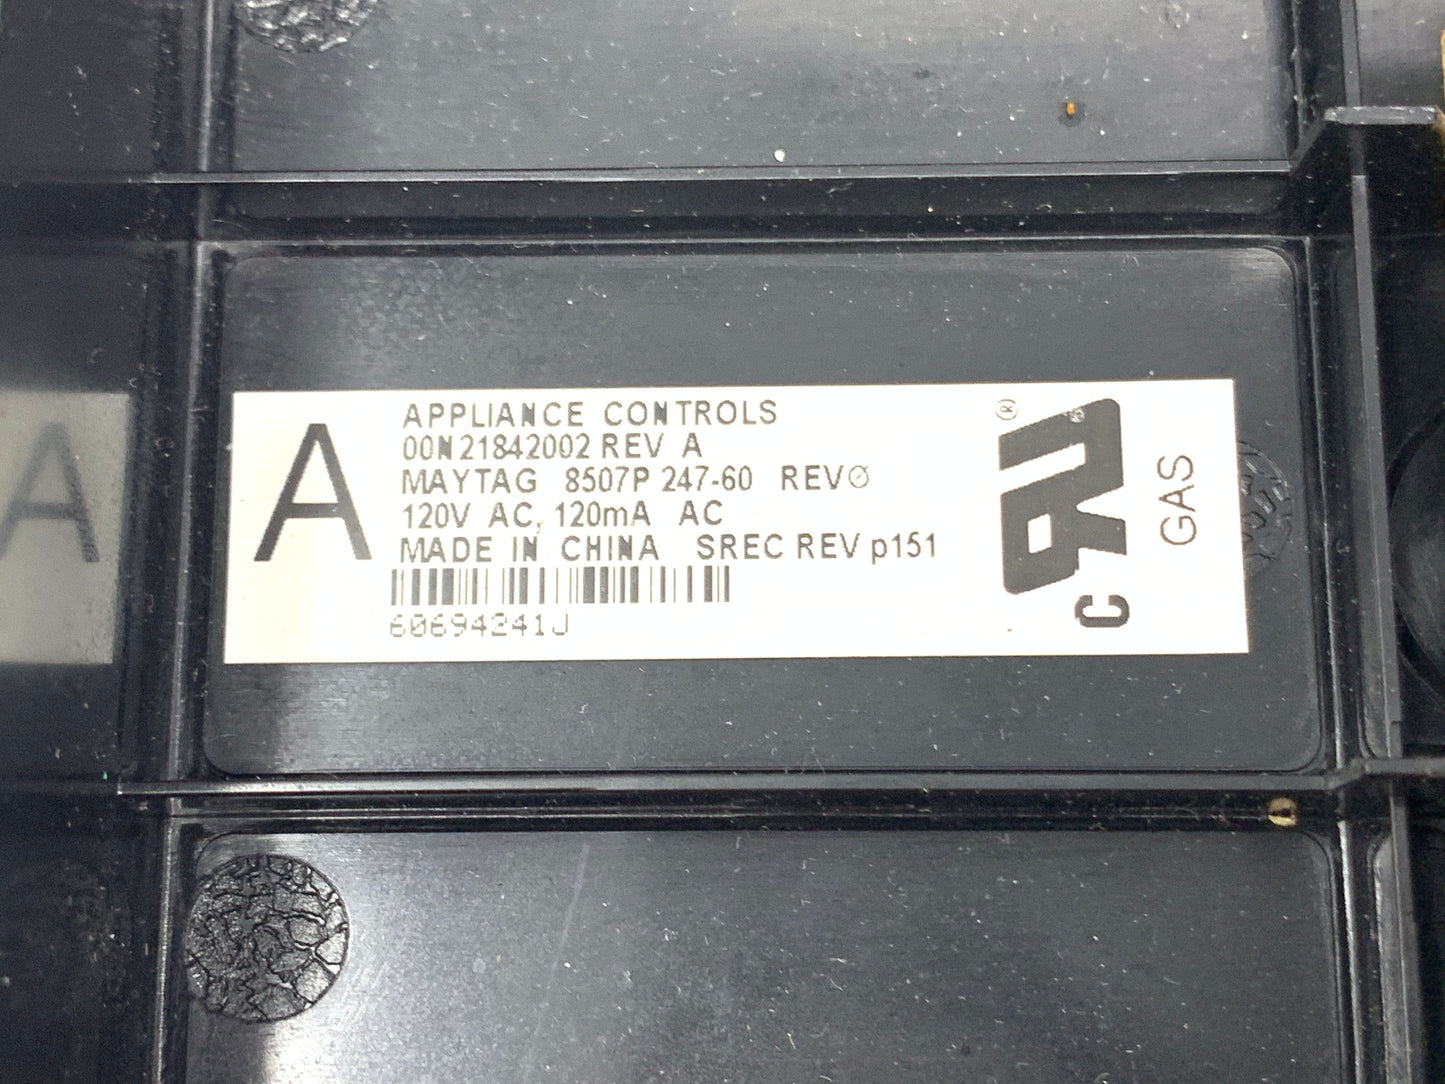 A
APPLIANCE CONTROLS
00N21842002 REV A
MAYTAG 8507P 247-60 REV0
120V AC, 120mA AC
MADE IN CHINA SREC REV p151
60694241J
®
C
GAS
A